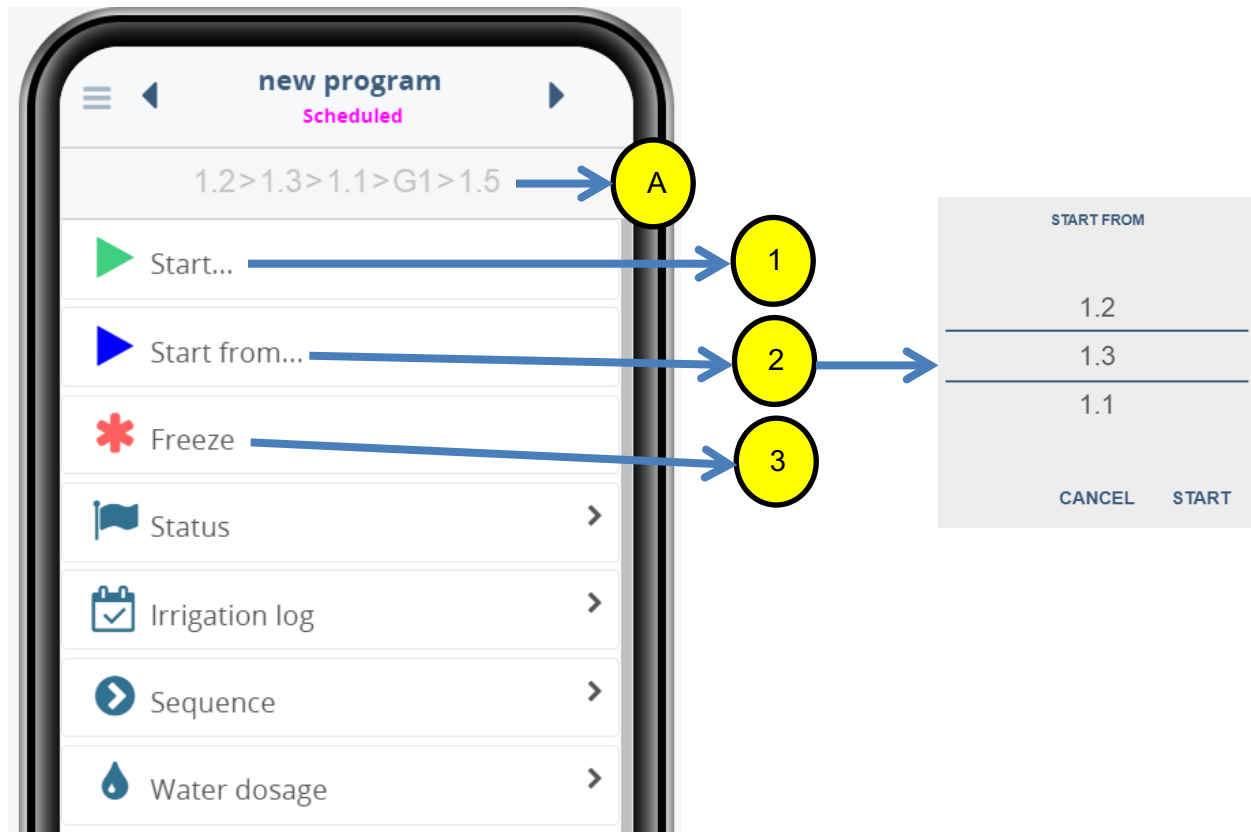 new program
Scheduled
1.2>1.3>1.1>G1>1.5
A
Start...
1
Start from...
2
Freeze
3
Status
Irrigation log
Sequence
Water dosage
START FROM
1.2
1.3
1.1
CANCEL START